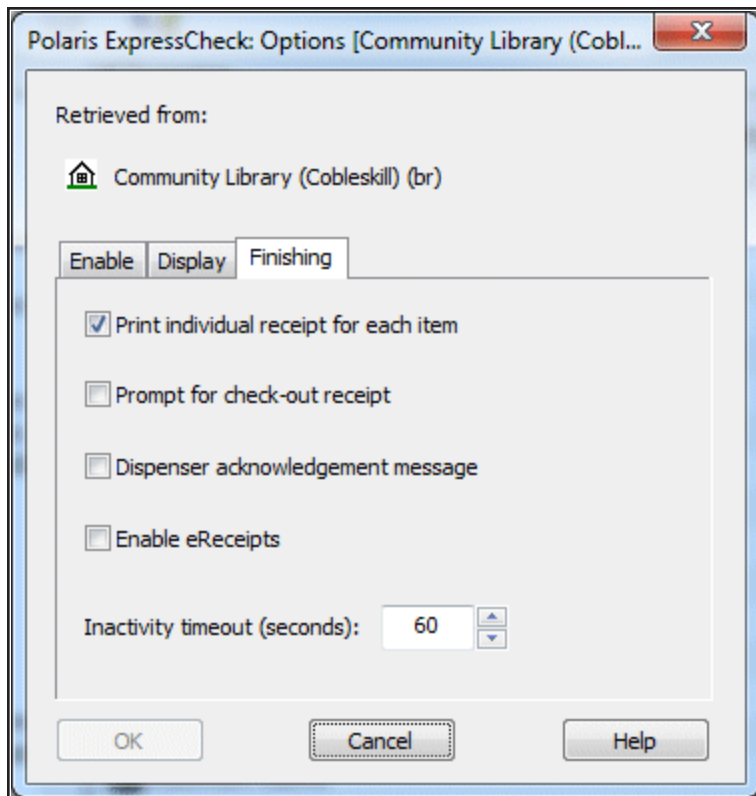 Polaris ExpressCheck: Options [Community Library (Cobl...
Retrieved from:
Community Library (Cobleskill) (br)
Enable Display Finishing
Print individual receipt for each item
Prompt for check-out receipt
Dispenser acknowledgement message
Enable eReceipts
Inactivity timeout (seconds): 60
OK Cancel Help